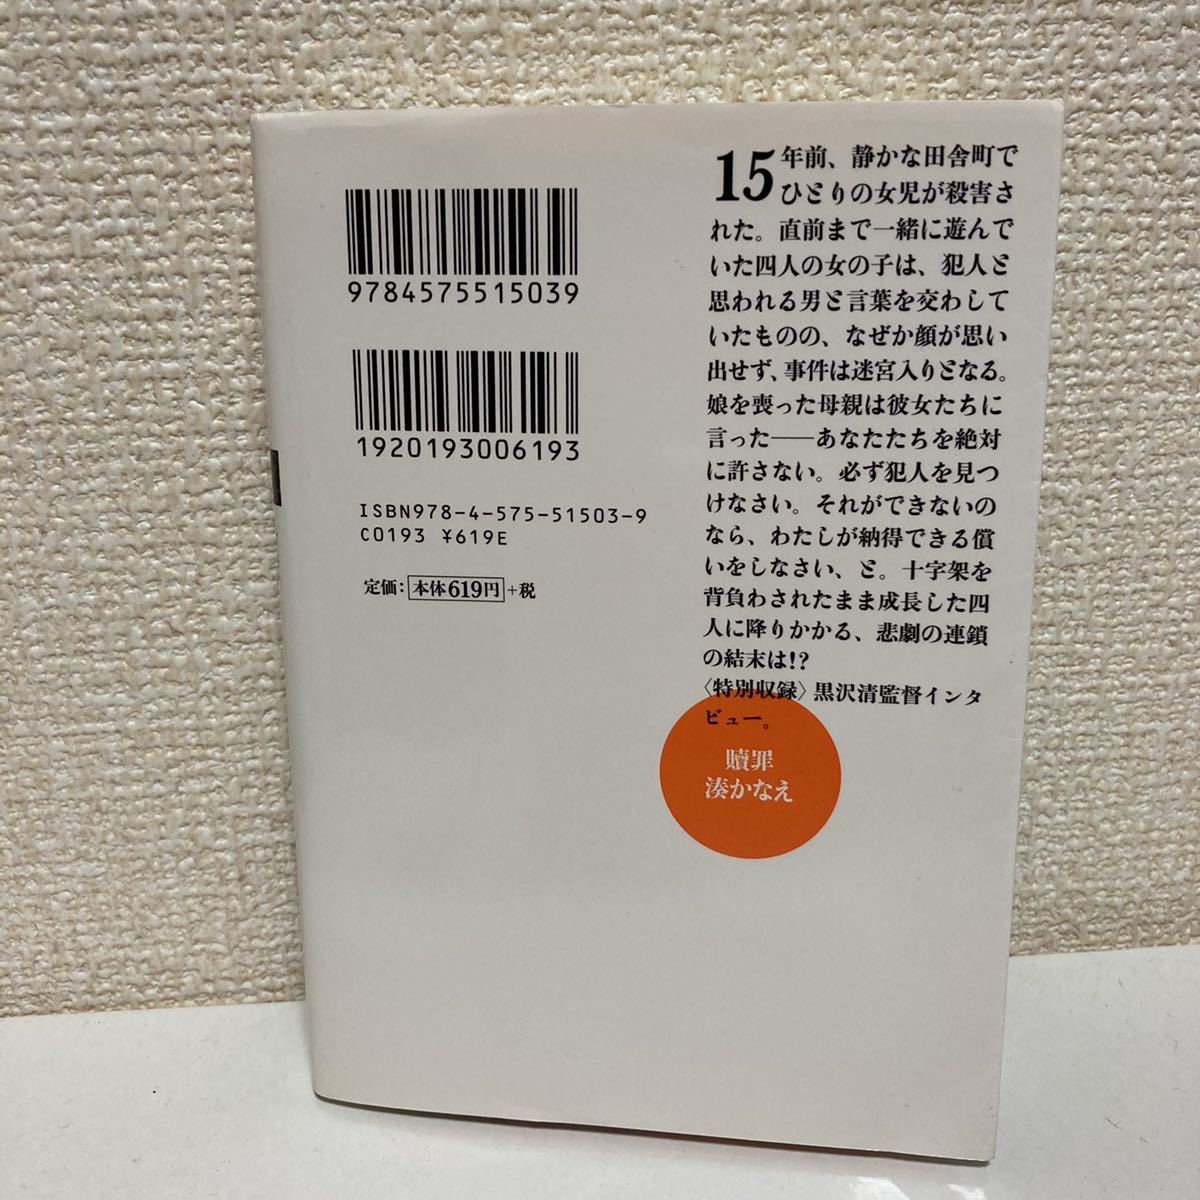 9784575515039
1920193006193
ISBN978-4-575-51503-9
C0193 ¥619E
定価：本体619円+税
15年前、静かな田舎町で
ひとりの女児が殺害さ
れた。直前まで一緒に遊んで
いた四人の女の子は、犯人と
思われる男と言葉を交わして
いたものの、なぜか顔が思い
出せず、事件は迷宮入りとなる。
娘を喪った母親は彼女たちに
言った――あなたたちを絶対
に許さない。必ず犯人を見つ
けなさい。それができないの
なら、わたしが納得できる償
いをしなさい、と。十字架を
背負わされたまま成長した四
人に降りかかる、悲劇の連鎖
の結末は!?
〈特別収録〉黒沢清監督インタ
ビュー。
贖罪
湊かなえ